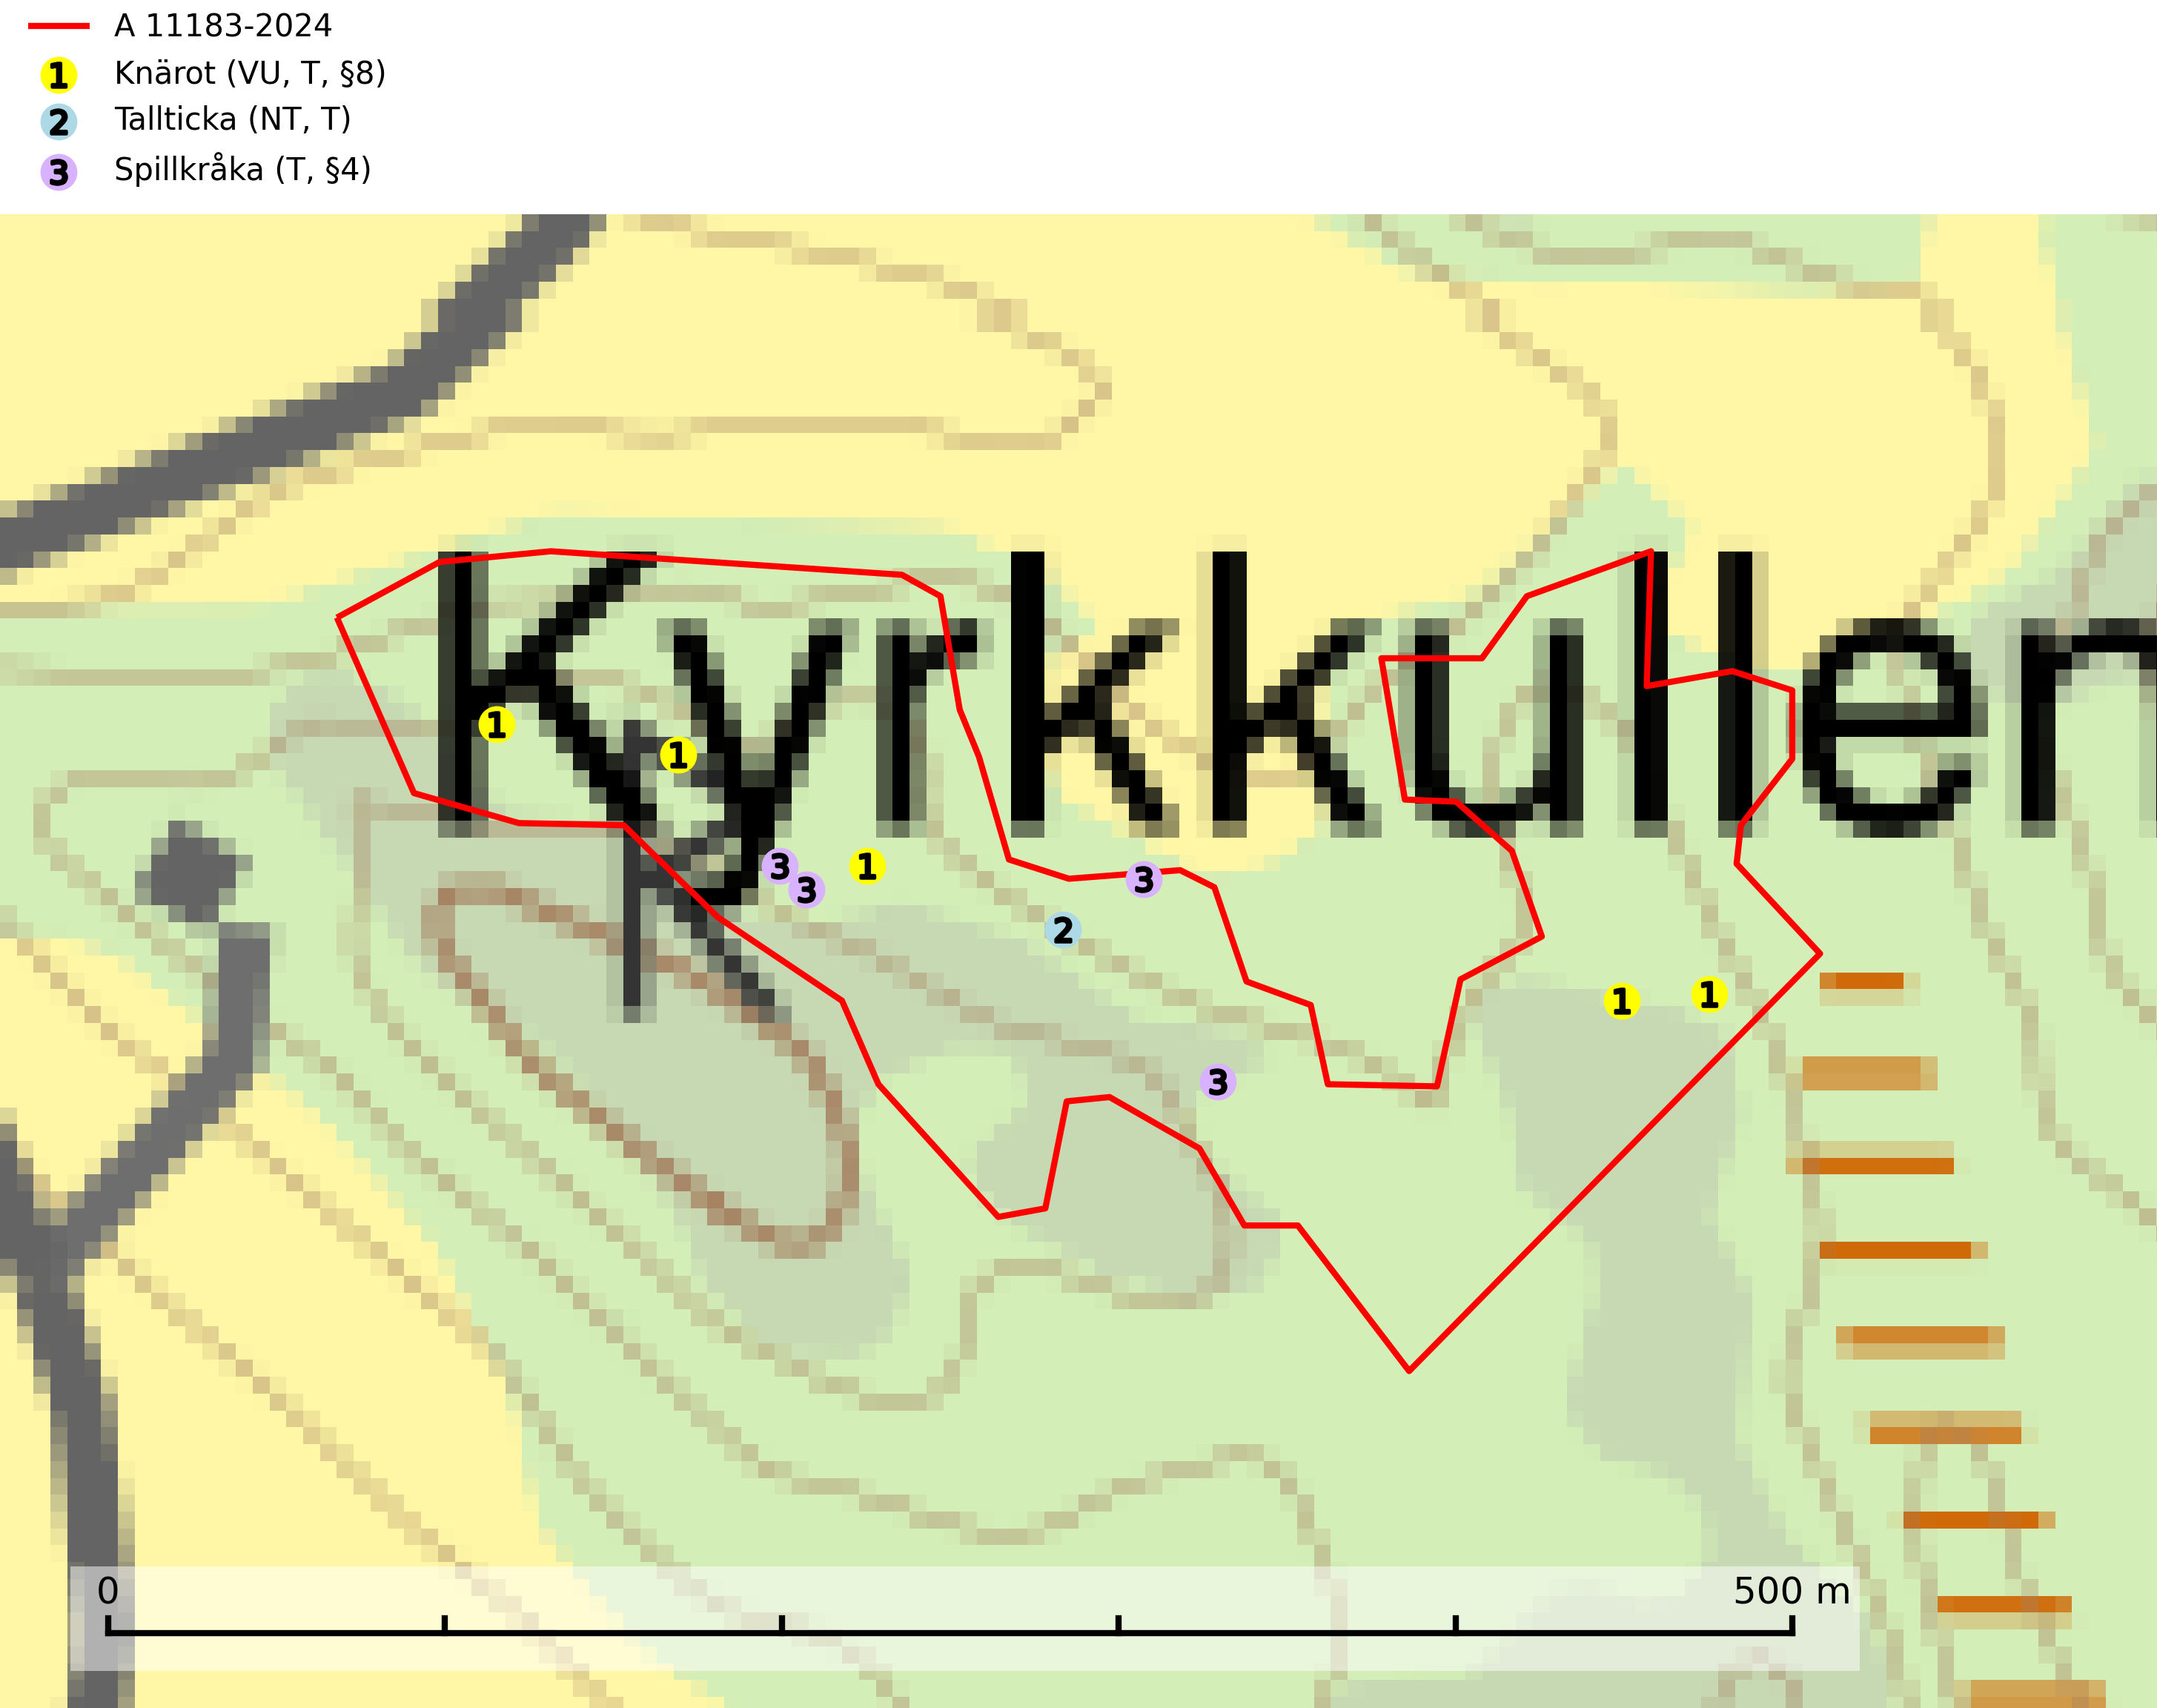 A 11183-2024
1 Knärot (VU, T, §8)
2 Tallticka (NT, T)
3 Spillkråka (T, §4)
Kyrkkullen
1
1
3
3
1
3
2
1
1
3
0 500 m